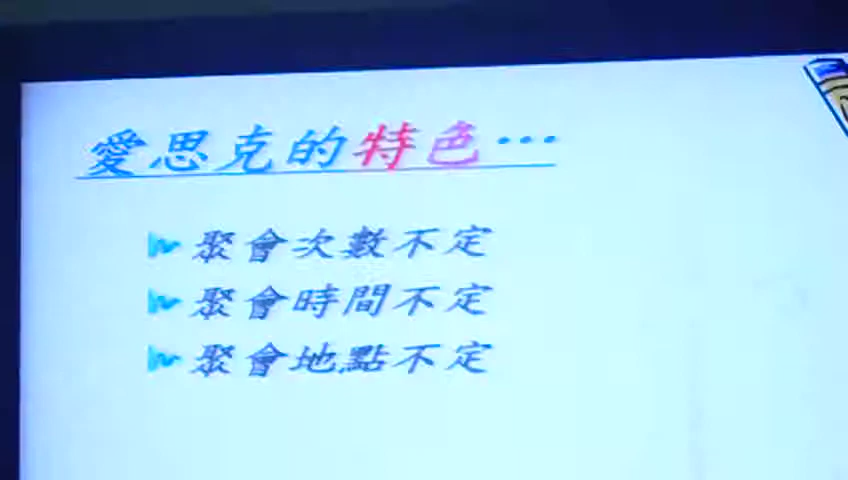 愛思克的特色…
聚會次數不定
聚會時間不定
聚會地點不定